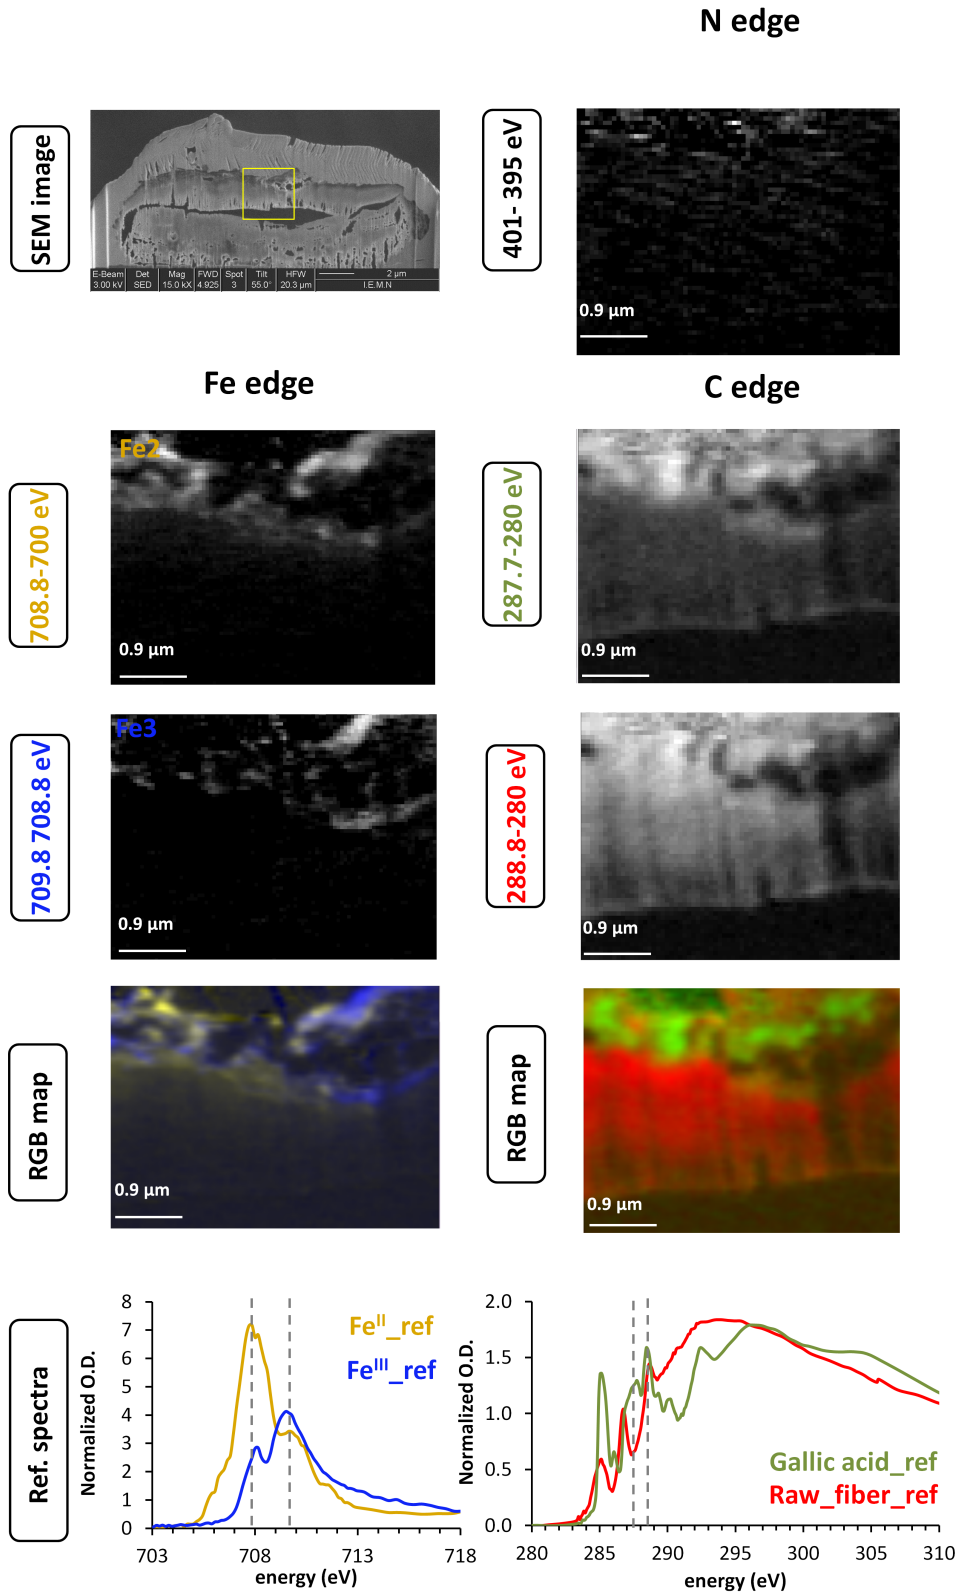 N edge
SEM image
401- 395 eV
E-Beam Det Mag FWD Spot Tilt HFW 2 µm
3.00 kV SED 15.0 kX 4.925 3 55.0° 20.3 µm I.E.M.N
0.9 µm
Fe edge
C edge
708.8-700 eV
Fe2
0.9 µm
287.7-280 eV
0.9 µm
709.8 708.8 eV
Fe3
0.9 µm
288.8-280 eV
0.9 µm
RGB map
0.9 µm
RGB map
0.9 µm
Ref. spectra
Normalized O.D.
8
7
6
5
4
3
2
1
0
Feᴵᴵ_ref
Feᴵᴵᴵ_ref
703 708 713 718
energy (eV)
Normalized O.D.
2.0
1.5
1.0
0.5
0.0
Gallic acid_ref
Raw_fiber_ref
280 285 290 295 300 305 310
energy (eV)